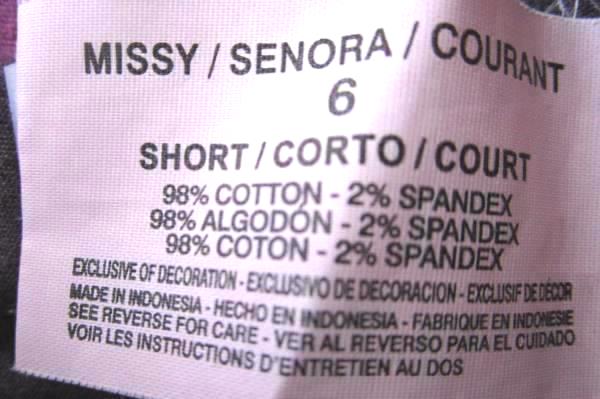 MISSY / SENORA / COURANT
6
SHORT / CORTO / COURT
98% COTTON - 2% SPANDEX
98% ALGODÓN - 2% SPANDEX
98% COTON - 2% SPANDEX
EXCLUSIVE OF DECORATION - EXCLUSIVO DE DECORACION - EXCLUSIF DE DÉCOR
MADE IN INDONESIA - HECHO EN INDONESIA - FABRIQUE EN INDONESIE
SEE REVERSE FOR CARE - VER AL REVERSO PARA EL CUIDADO
VOIR LES INSTRUCTIONS D'ENTRETIEN AU DOS